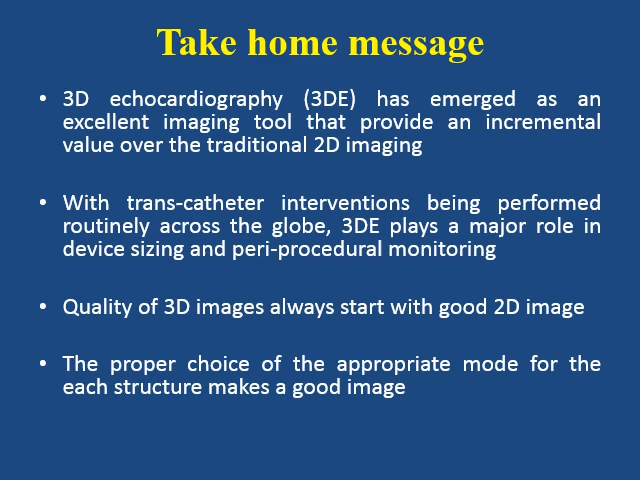 Take home message
• 3D echocardiography (3DE) has emerged as an
excellent imaging tool that provide an incremental
value over the traditional 2D imaging
• With trans-catheter interventions being performed
routinely across the globe, 3DE plays a major role in
device sizing and peri-procedural monitoring
• Quality of 3D images always start with good 2D image
• The proper choice of the appropriate mode for the
each structure makes a good image